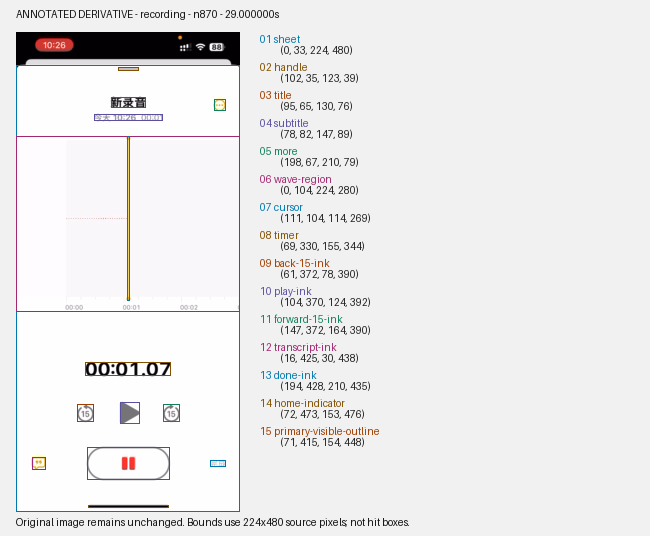 ANNOTATED DERIVATIVE - recording - n870 - 29.000000s
10:26
88
新录音
今天 10:26 00:01
00:00
00:01
00:02
00:01.07
15
15
01 sheet
(0, 33, 224, 480)
02 handle
(102, 35, 123, 39)
03 title
(95, 65, 130, 76)
04 subtitle
(78, 82, 147, 89)
05 more
(198, 67, 210, 79)
06 wave-region
(0, 104, 224, 280)
07 cursor
(111, 104, 114, 269)
08 timer
(69, 330, 155, 344)
09 back-15-ink
(61, 372, 78, 390)
10 play-ink
(104, 370, 124, 392)
11 forward-15-ink
(147, 372, 164, 390)
12 transcript-ink
(16, 425, 30, 438)
13 done-ink
(194, 428, 210, 435)
14 home-indicator
(72, 473, 153, 476)
15 primary-visible-outline
(71, 415, 154, 448)
Original image remains unchanged. Bounds use 224x480 source pixels; not hit boxes.